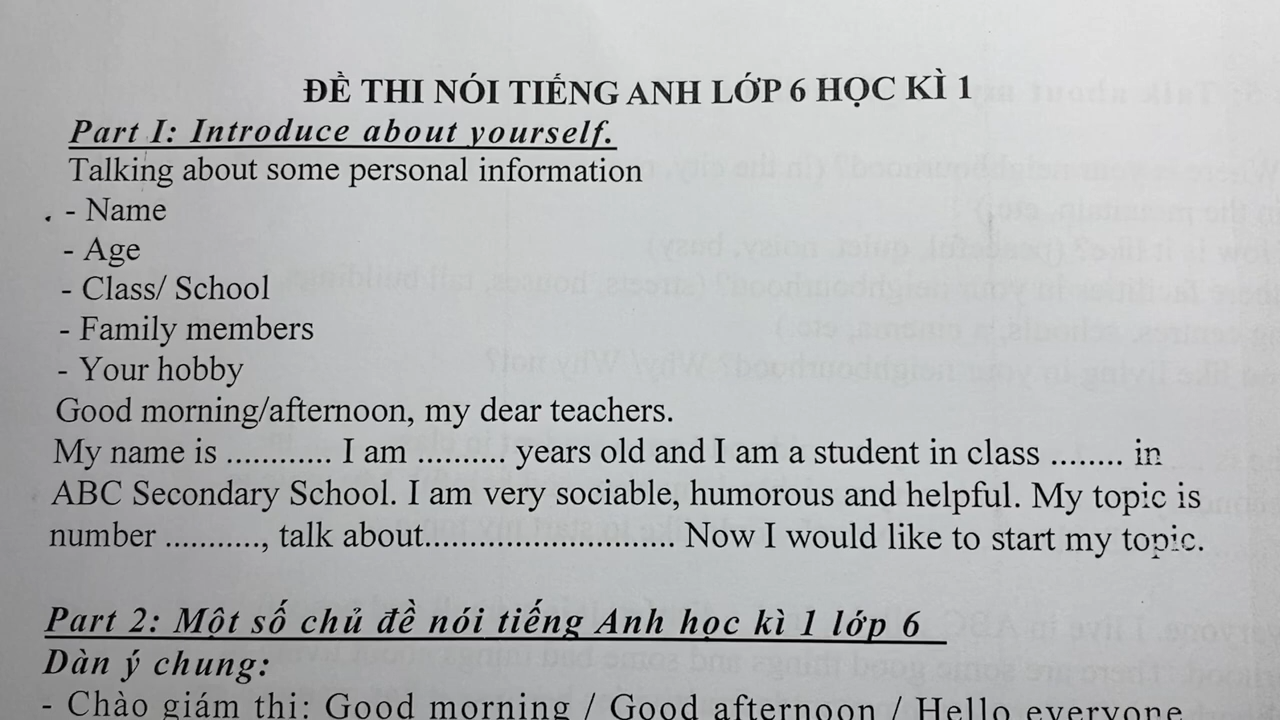 ĐỀ THI NÓI TIẾNG ANH LỚP 6 HỌC KÌ 1
Part I: Introduce about yourself.
Talking about some personal information
- Name
- Age
- Class/ School
- Family members
- Your hobby
Good morning/afternoon, my dear teachers.
My name is ........... I am ......... years old and I am a student in class ........ in
ABC Secondary School. I am very sociable, humorous and helpful. My topic is
number .........., talk about.......................... Now I would like to start my topic.
Part 2: Một số chủ đề nói tiếng Anh học kì 1 lớp 6
Dàn ý chung:
- Chào giám thị: Good morning / Good afternoon / Hello everyone